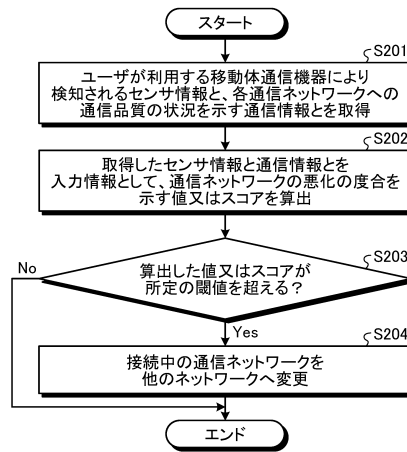 スタート
S201
ユーザが利用する移動体通信機器により
検知されるセンサ情報と、各通信ネットワークへの
通信品質の状況を示す通信情報とを取得
S202
取得したセンサ情報と通信情報とを
入力情報として、通信ネットワークの悪化の度合を
示す値又はスコアを算出
S203
No
算出した値又はスコアが
所定の閾値を超える？
Yes
S204
接続中の通信ネットワークを
他のネットワークへ変更
エンド